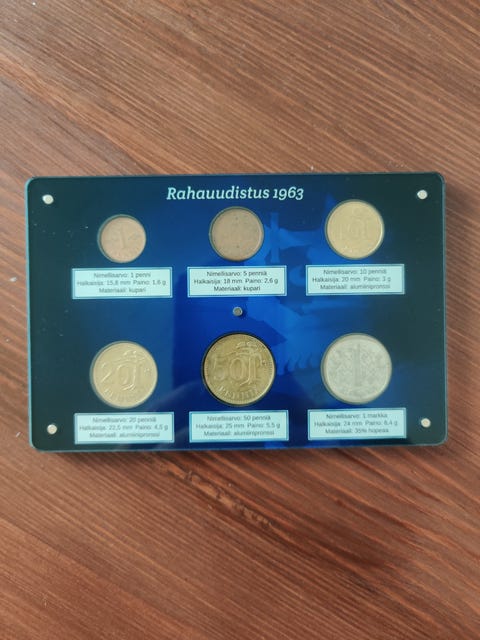 Rahauudistus 1963
Nimellisarvo: 1 penni
Halkaisija: 15,8 mm Paino: 1,6 g
Materiaali: kupari
Nimellisarvo: 5 penniä
Halkaisija: 18 mm Paino: 2,6 g
Materiaali: kupari
Nimellisarvo: 10 penniä
Halkaisija: 20 mm Paino: 3 g
Materiaali: alumiinipronssi
20
50
1
Nimellisarvo: 20 penniä
Halkaisija: 22,5 mm Paino: 4,5 g
Materiaali: alumiinipronssi
Nimellisarvo: 50 penniä
Halkaisija: 25 mm Paino: 5,5 g
Materiaali: alumiinipronssi
Nimellisarvo: 1 markka
Halkaisija: 24 mm Paino: 6,4 g
Materiaali: 35% hopeaa